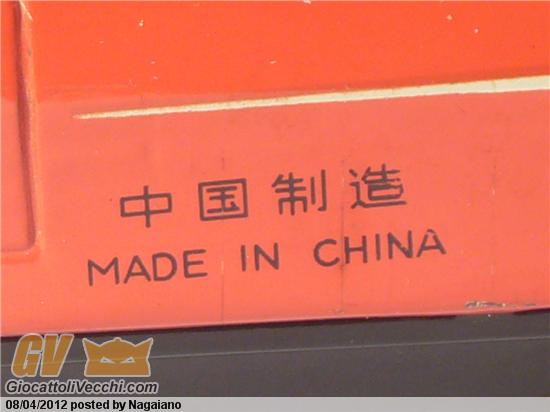 中国制造
MADE IN CHINA
GV
GiocattoliVecchi.com
08/04/2012 posted by Nagaiano